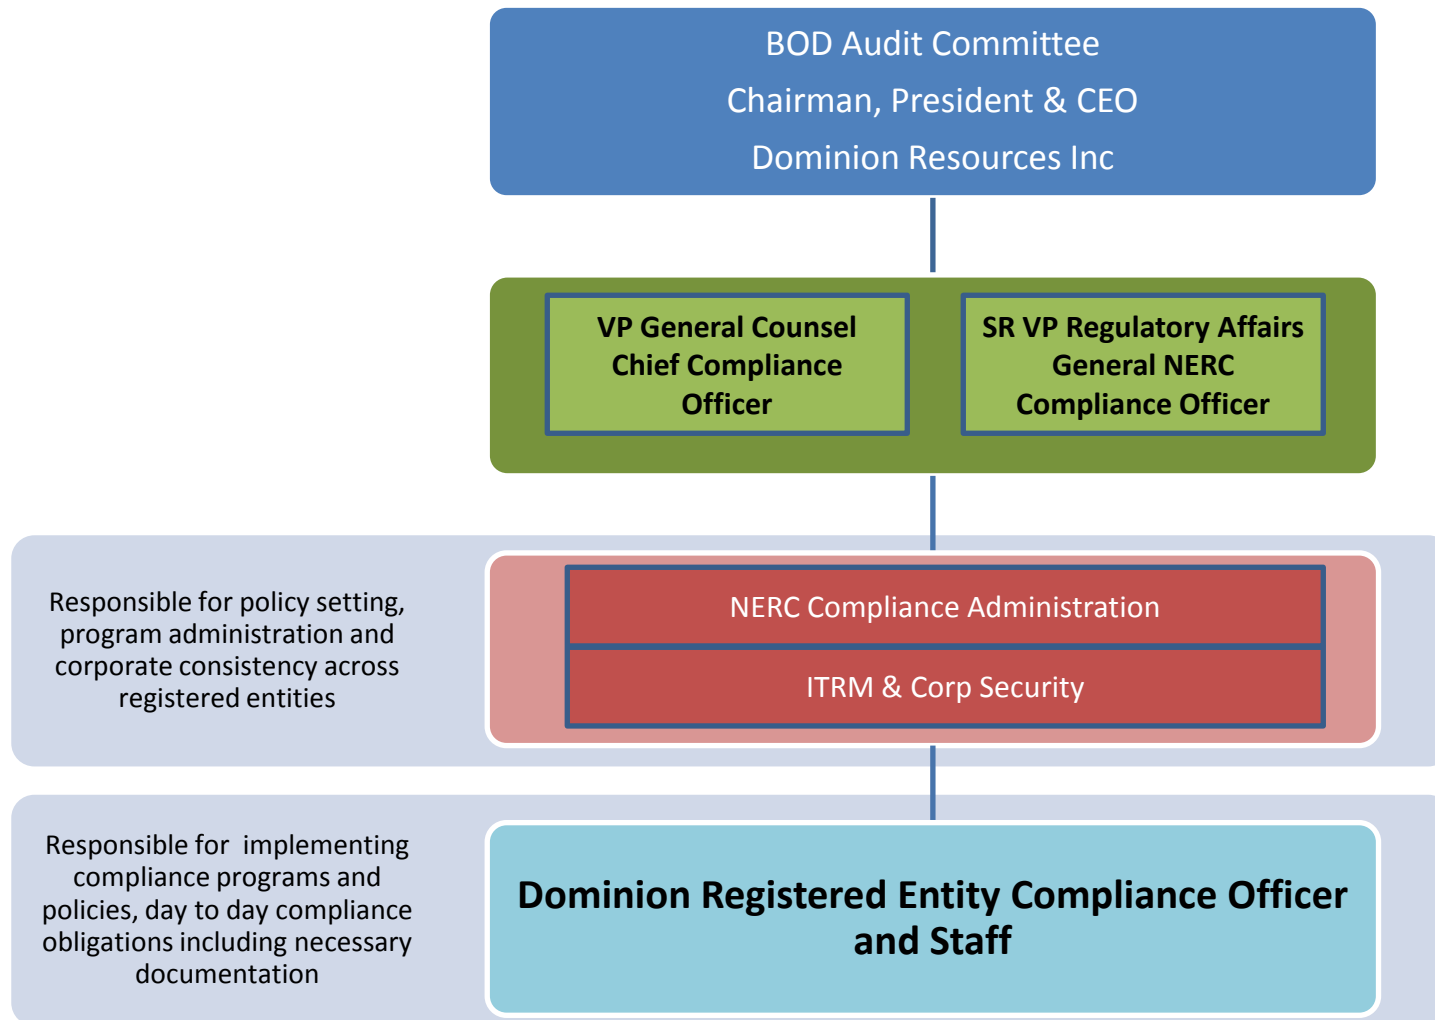 BOD Audit Committee
Chairman, President & CEO
Dominion Resources Inc
VP General Counsel
Chief Compliance
Officer
SR VP Regulatory Affairs
General NERC
Compliance Officer
Responsible for policy setting,
program administration and
corporate consistency across
registered entities
NERC Compliance Administration
ITRM & Corp Security
Responsible for  implementing
compliance programs and
policies, day to day compliance
obligations including necessary
documentation
Dominion Registered Entity Compliance Officer
and Staff